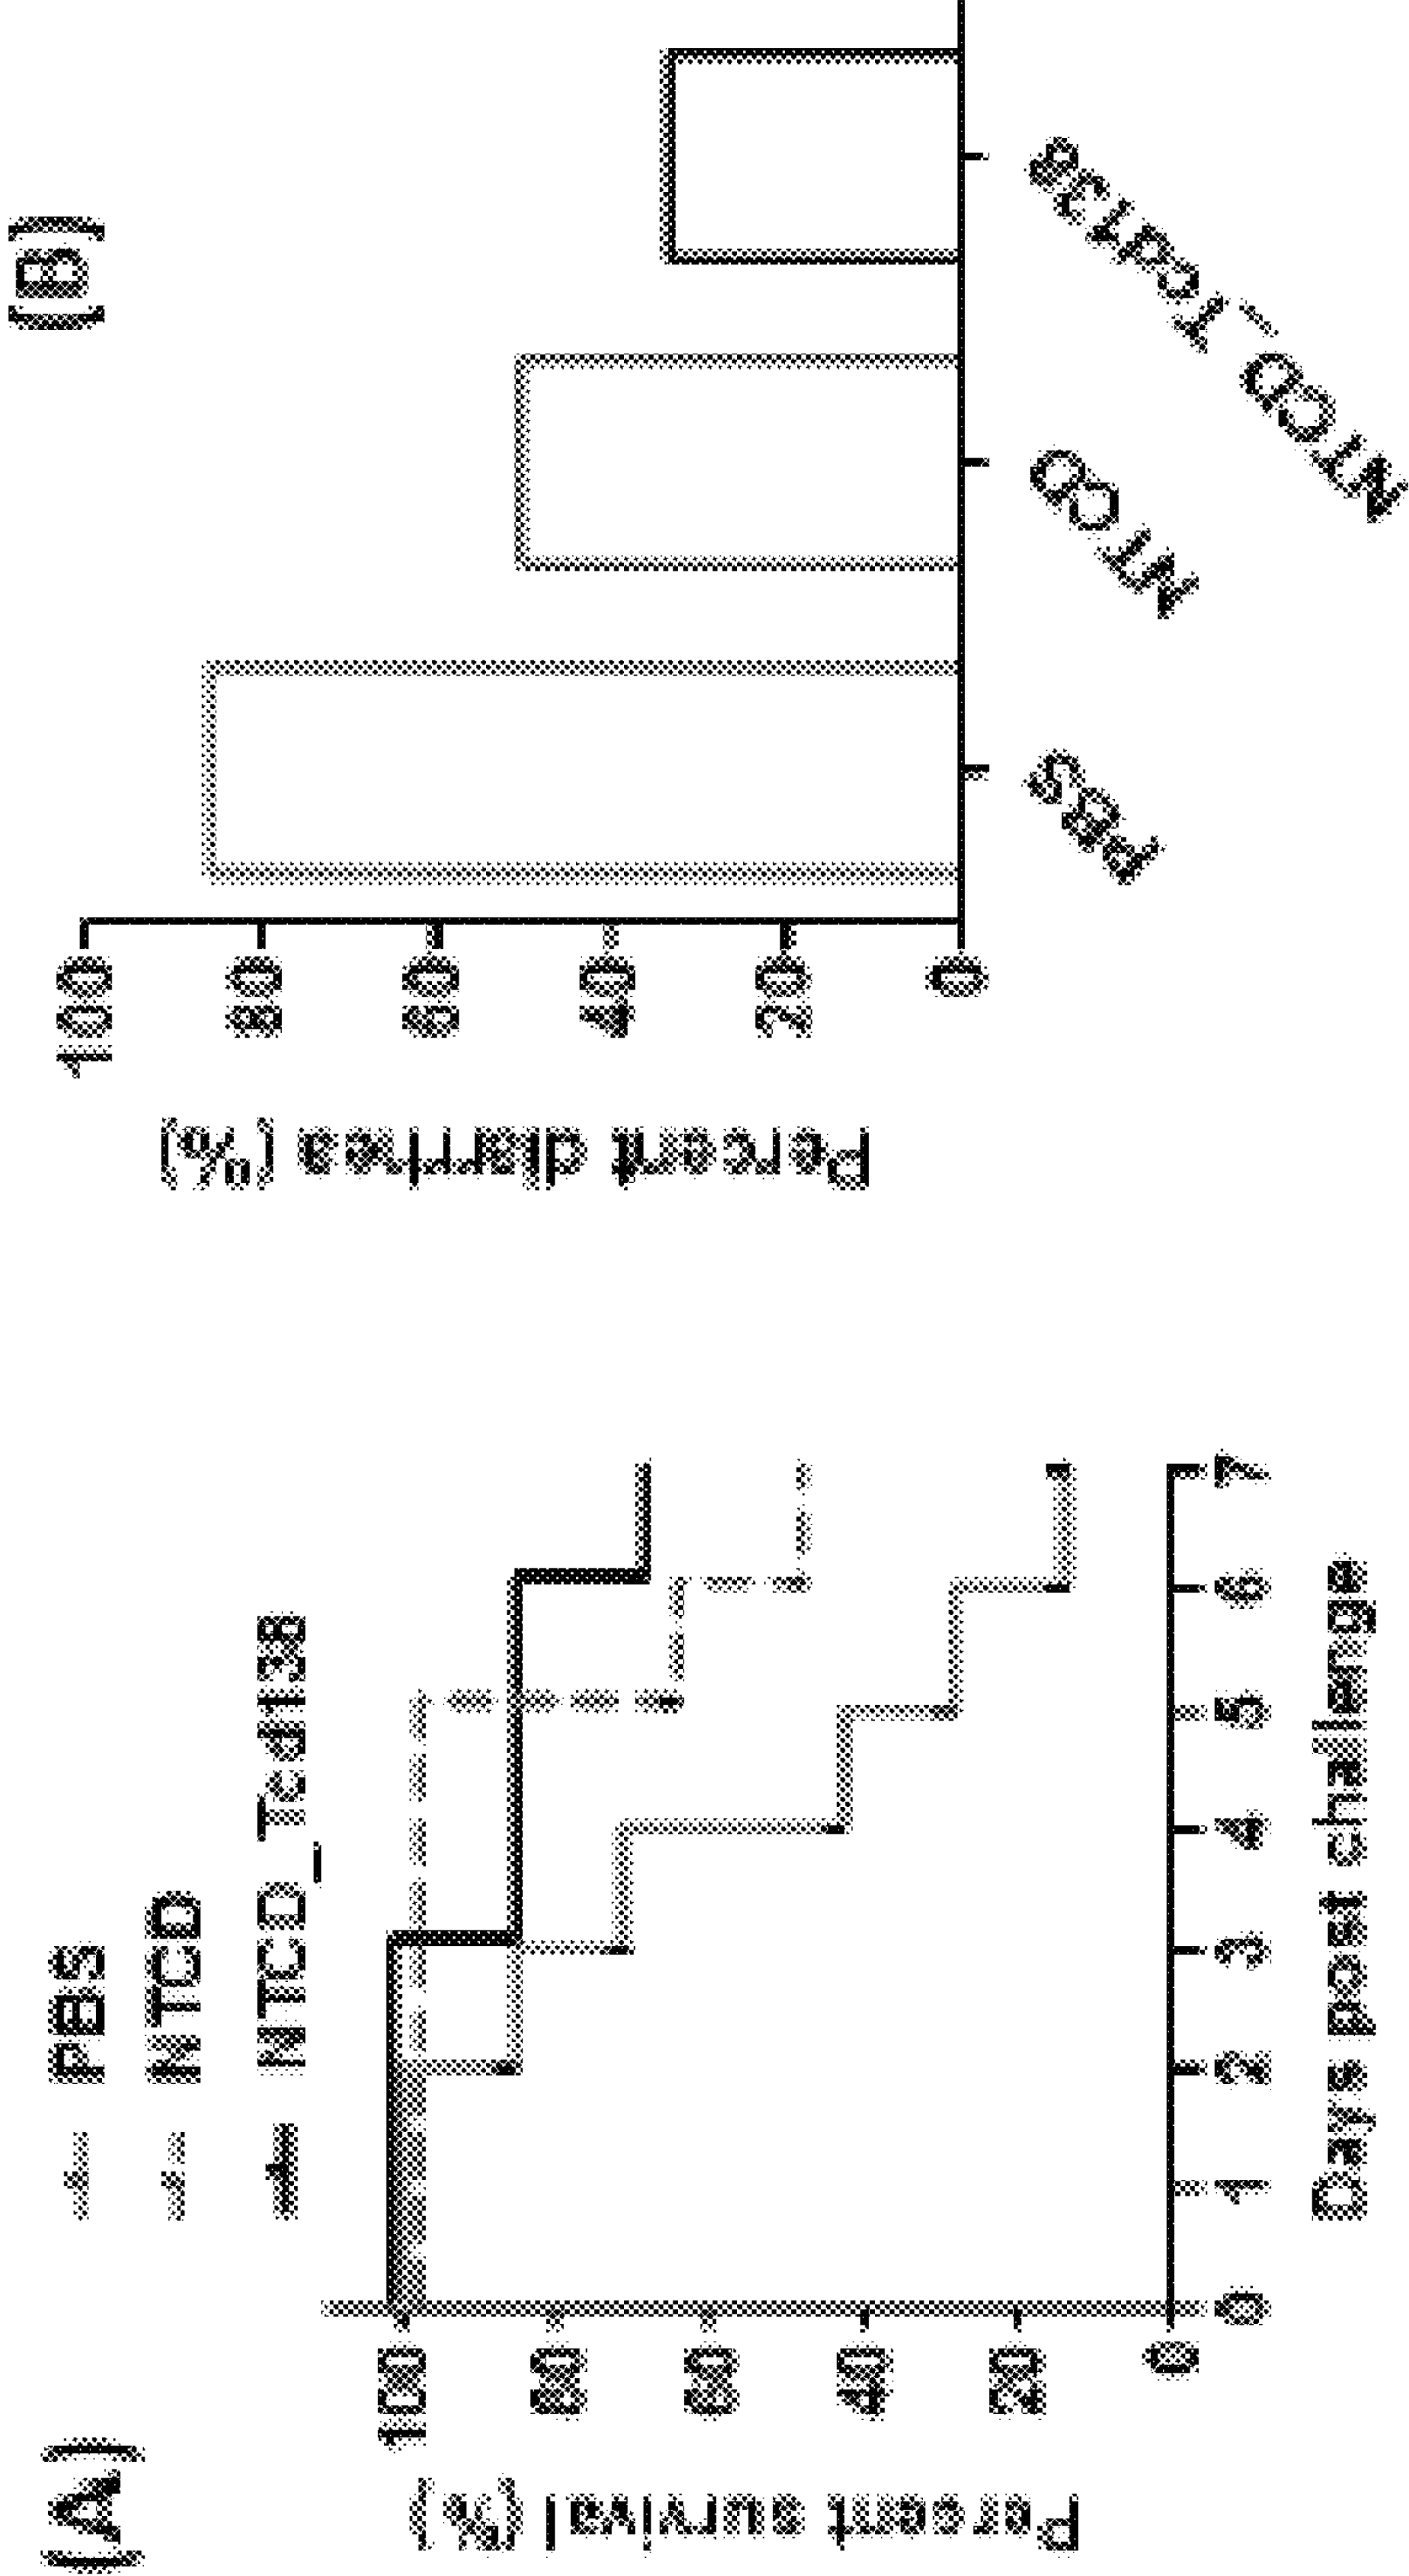 (A)
PBS
NTCD
NTCD_Tcd138
Percent survival (%)
100
80
60
40
20
0
0 1 2 3 4 5 6 7
Days post challenge
(B)
Percent diarrhea (%)
100
80
60
40
20
0
PBS
NTCD
NTCD_Tcd138